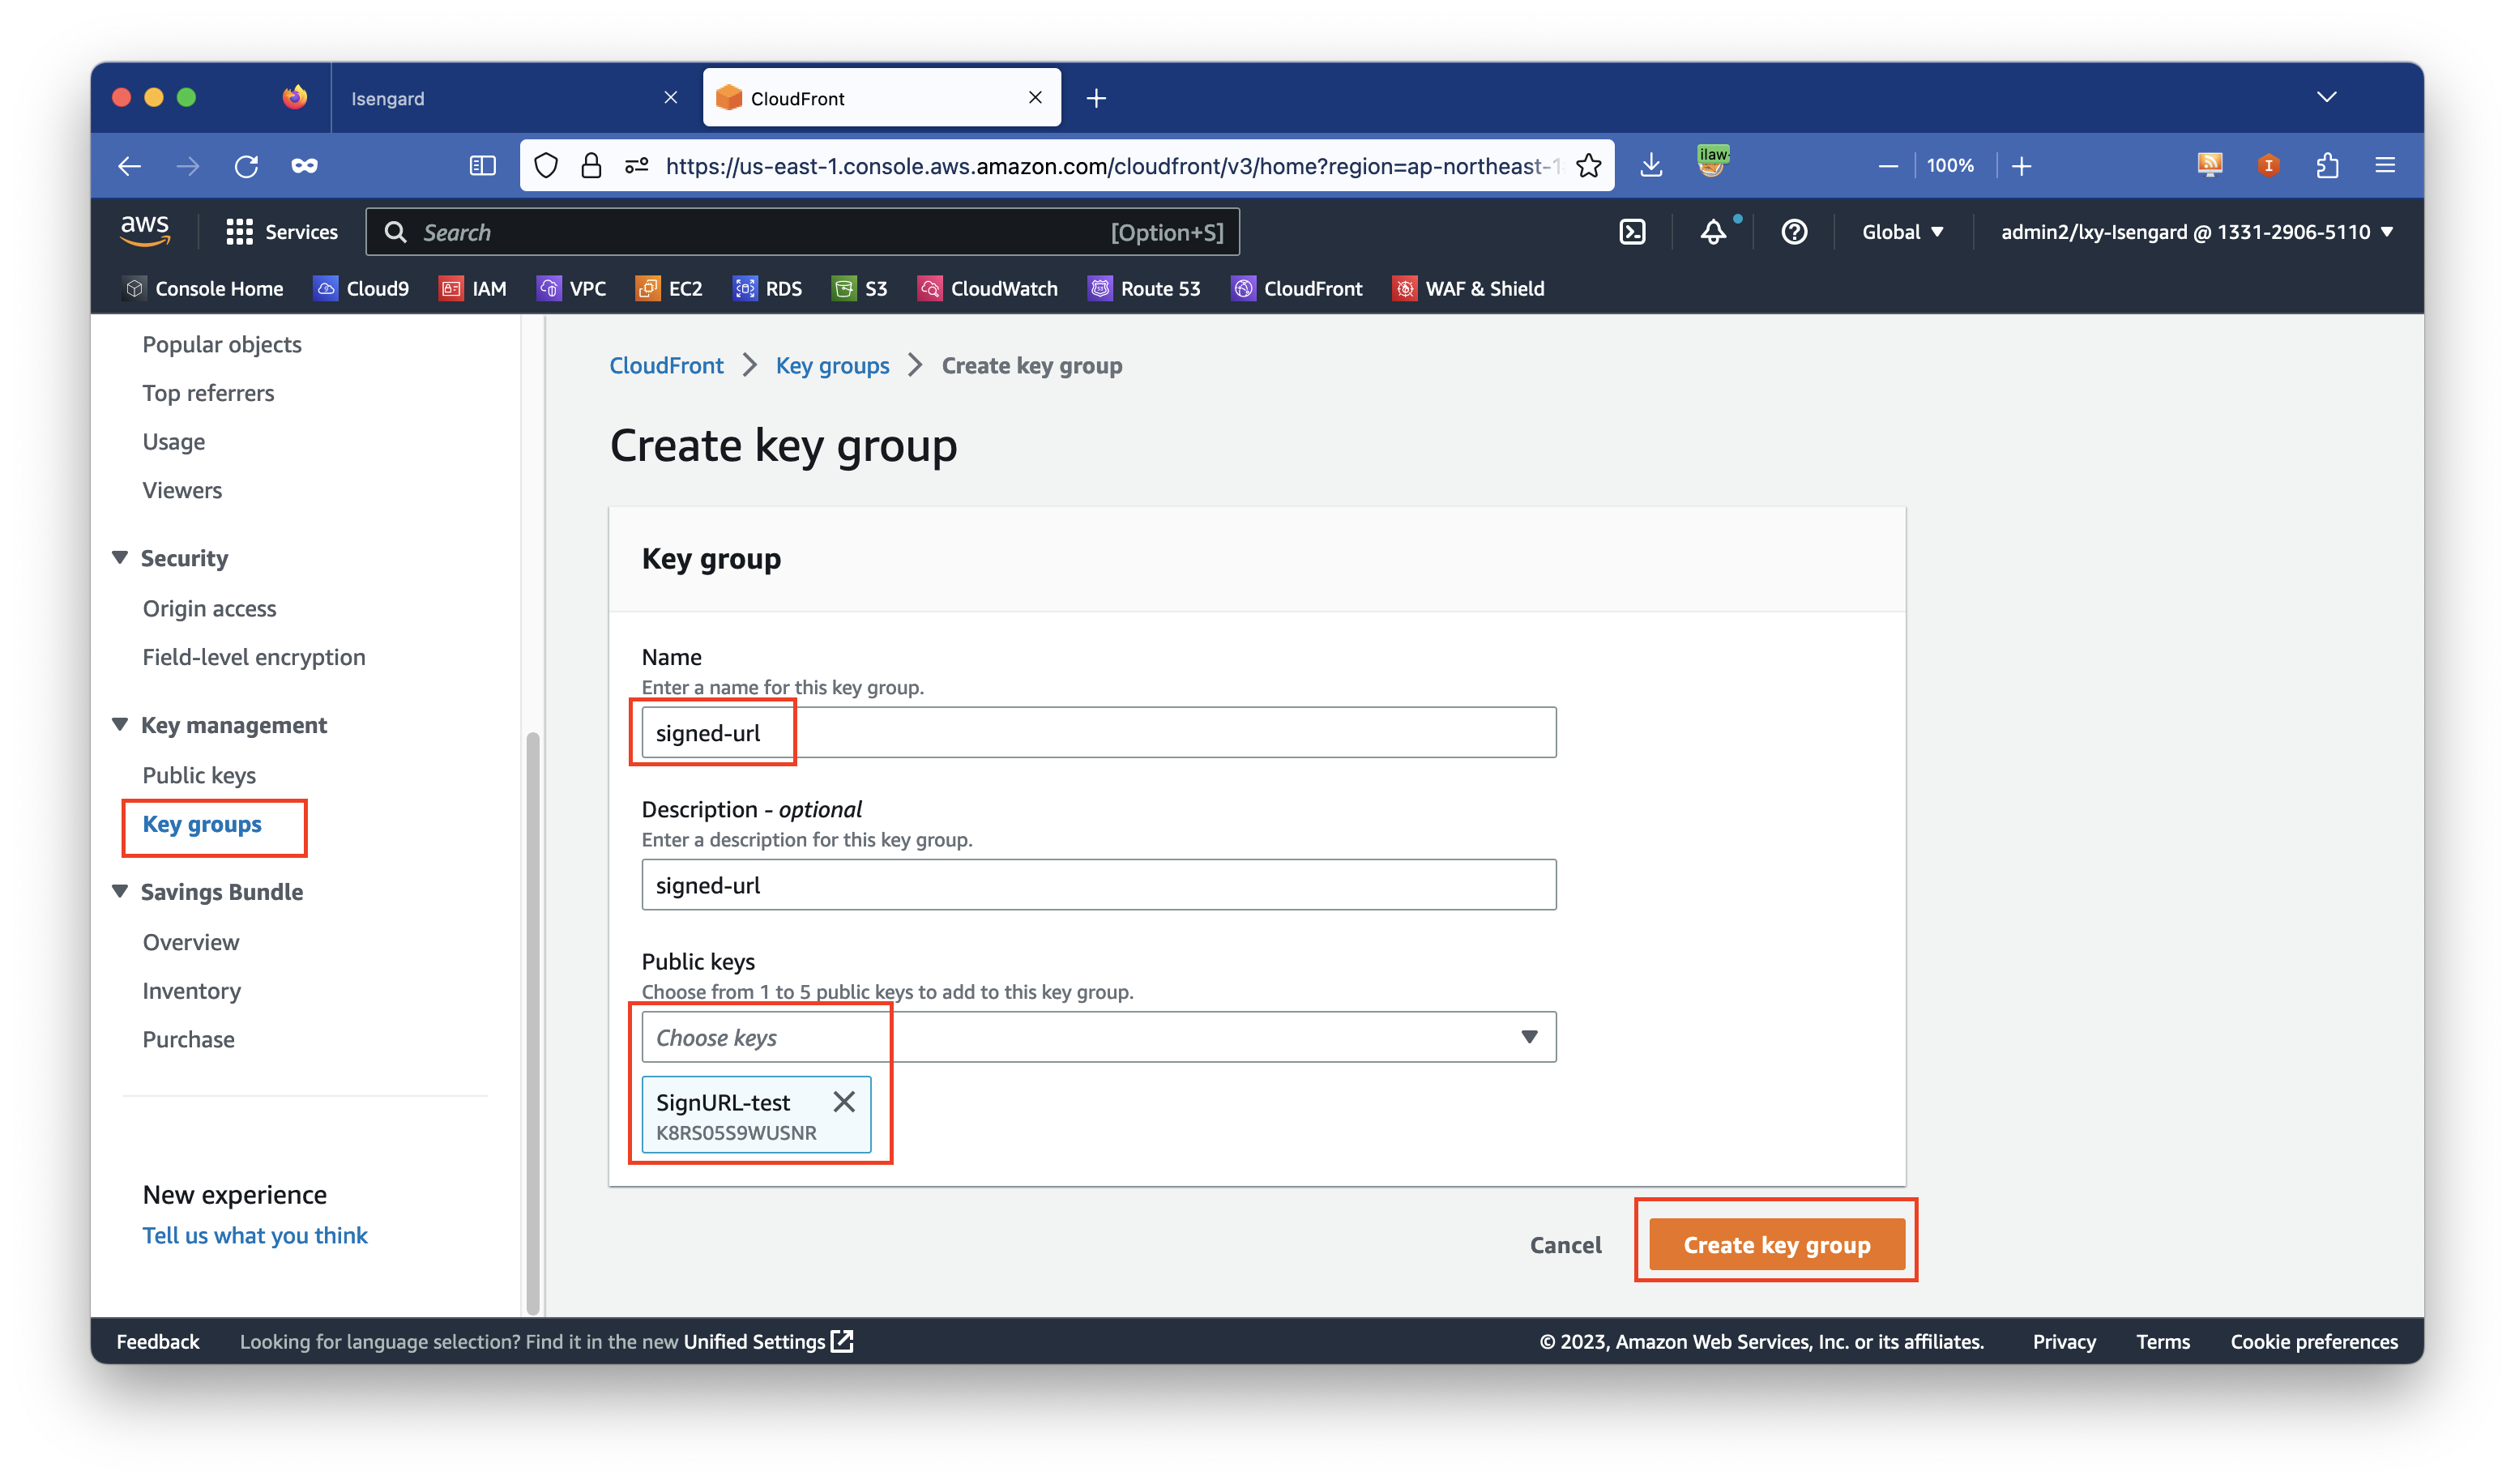 Isengard
CloudFront
https://us-east-1.console.aws.amazon.com/cloudfront/v3/home?region=ap-northeast-1
ilaw
100%
aws
Services
Search
[Option+S]
Global
admin2/lxy-Isengard @ 1331-2906-5110
Console Home
Cloud9
IAM
VPC
EC2
RDS
S3
CloudWatch
Route 53
CloudFront
WAF & Shield
Popular objects
Top referrers
Usage
Viewers
Security
Origin access
Field-level encryption
Key management
Public keys
Key groups
Savings Bundle
Overview
Inventory
Purchase
New experience
Tell us what you think
CloudFront > Key groups > Create key group
Create key group
Key group
Name
Enter a name for this key group.
signed-url
Description - optional
Enter a description for this key group.
signed-url
Public keys
Choose from 1 to 5 public keys to add to this key group.
Choose keys
SignURL-test
K8RS05S9WUSNR
Cancel
Create key group
Feedback
Looking for language selection? Find it in the new Unified Settings
© 2023, Amazon Web Services, Inc. or its affiliates.
Privacy
Terms
Cookie preferences